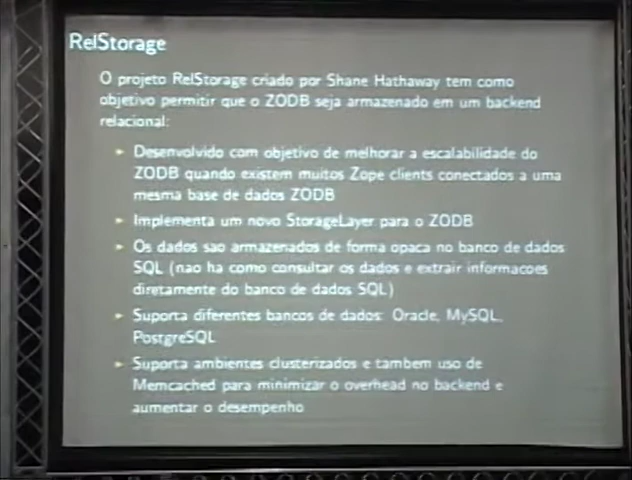 RelStorage
O projeto RelStorage criado por Shane Hathaway tem como
objetivo permitir que o ZODB seja armazenado em um backend
relacional:
Desenvolvido com objetivo de melhorar a escalabilidade do
ZODB quando existem muitos Zope clients conectados a uma
mesma base de dados ZODB
Implementa um novo StorageLayer para o ZODB
Os dados sao armazenados de forma opaca no banco de dados
SQL (nao ha como consultar os dados e extrair informacoes
diretamente do banco de dados SQL)
Suporta diferentes bancos de dados: Oracle, MySQL,
PostgreSQL
Suporta ambientes clusterizados e tambem uso de
Memcached para minimizar o overhead no backend e
aumentar o desempenho